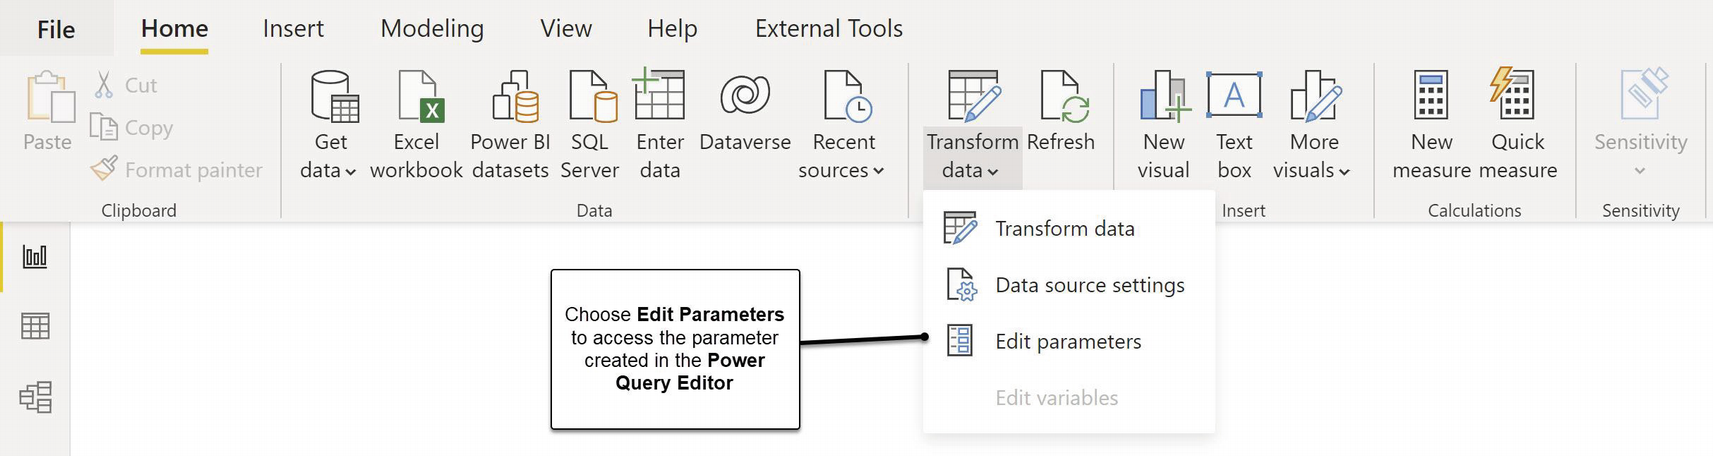 File Home Insert Modeling View Help External Tools
Paste
Cut
Copy
Format painter
Clipboard
Get
data
Excel
workbook
Power BI
datasets
SQL
Server
Enter
data
Dataverse
Recent
sources
Data
Transform
data
Refresh
New
visual
Text
box
More
visuals
Insert
New
measure
Quick
measure
Calculations
Sensitivity
Sensitivity
Transform data
Data source settings
Edit parameters
Edit variables
Choose Edit Parameters
to access the parameter
created in the Power
Query Editor